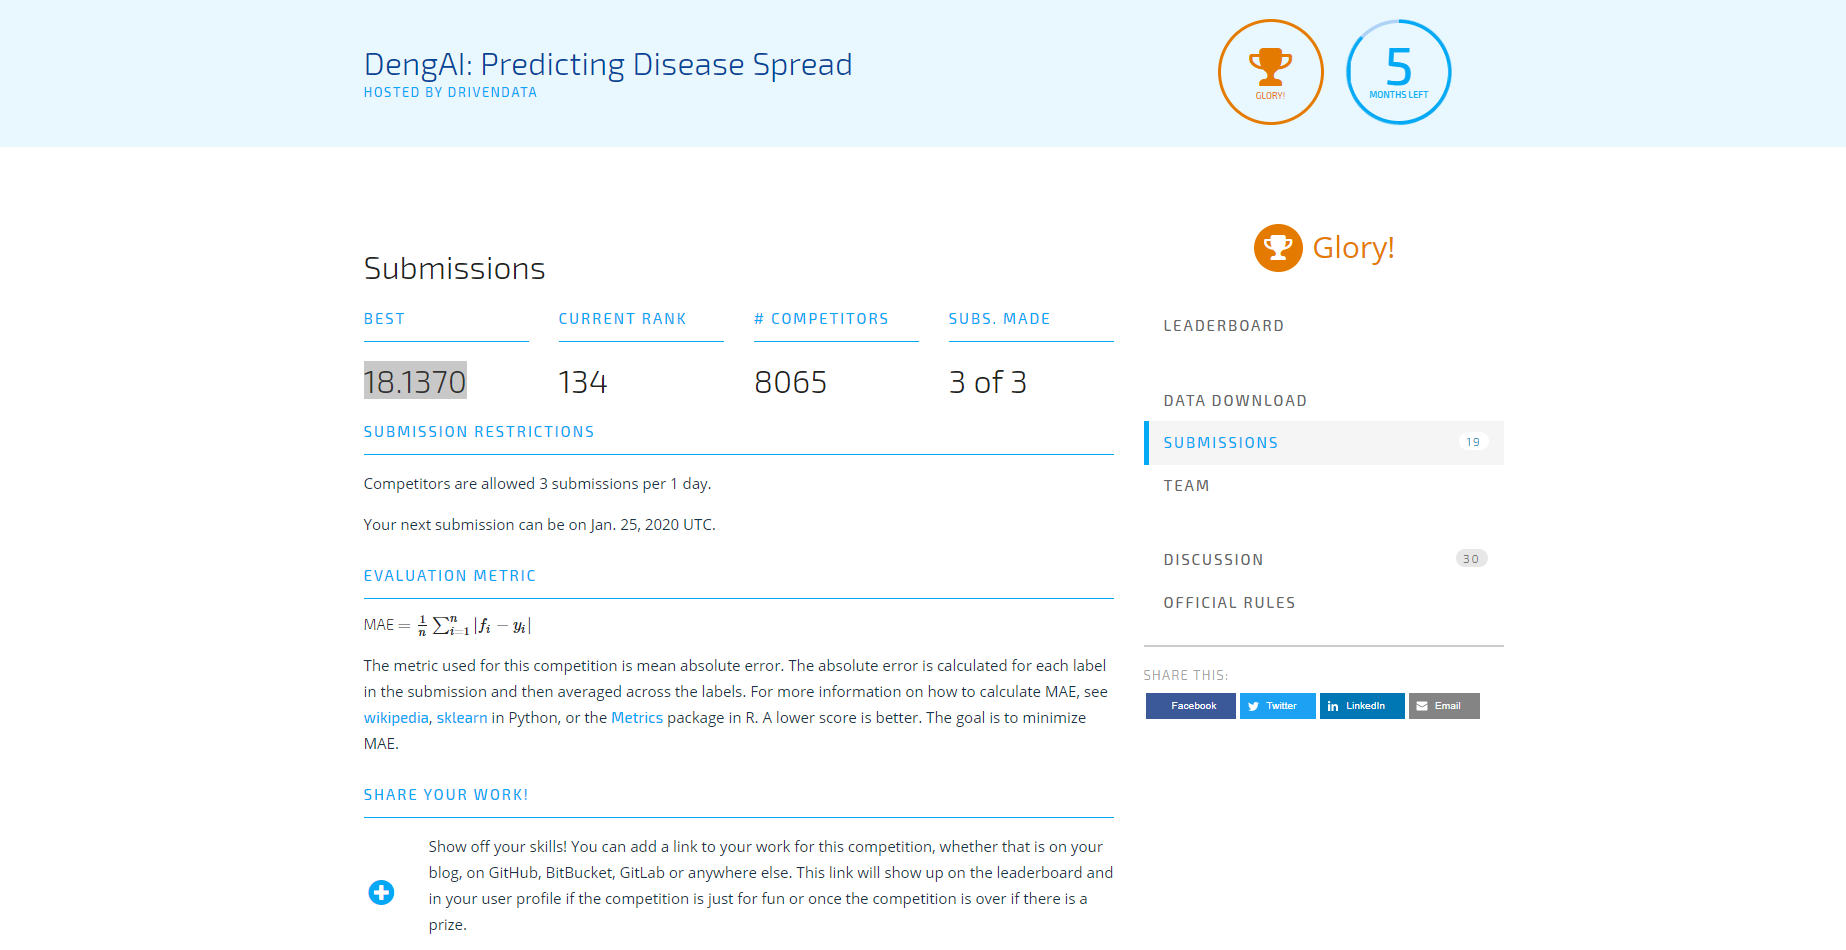 DengAI: Predicting Disease Spread
HOSTED BY DRIVENDATA
GLORY!
5
MONTHS LEFT
Submissions
BEST
CURRENT RANK
# COMPETITORS
SUBS. MADE
18.1370
134
8065
3 of 3
SUBMISSION RESTRICTIONS
Competitors are allowed 3 submissions per 1 day.
Your next submission can be on Jan. 25, 2020 UTC.
EVALUATION METRIC
MAE = 1/n ∑ⁿᵢ₌₁ |fᵢ − yᵢ|
The metric used for this competition is mean absolute error. The absolute error is calculated for each label
in the submission and then averaged across the labels. For more information on how to calculate MAE, see
wikipedia, sklearn in Python, or the Metrics package in R. A lower score is better. The goal is to minimize
MAE.
SHARE YOUR WORK!
Show off your skills! You can add a link to your work for this competition, whether that is on your
blog, on GitHub, BitBucket, GitLab or anywhere else. This link will show up on the leaderboard and
in your user profile if the competition is just for fun or once the competition is over if there is a
prize.
Glory!
LEADERBOARD
DATA DOWNLOAD
SUBMISSIONS 19
TEAM
DISCUSSION 30
OFFICIAL RULES
SHARE THIS:
Facebook
Twitter
LinkedIn
Email